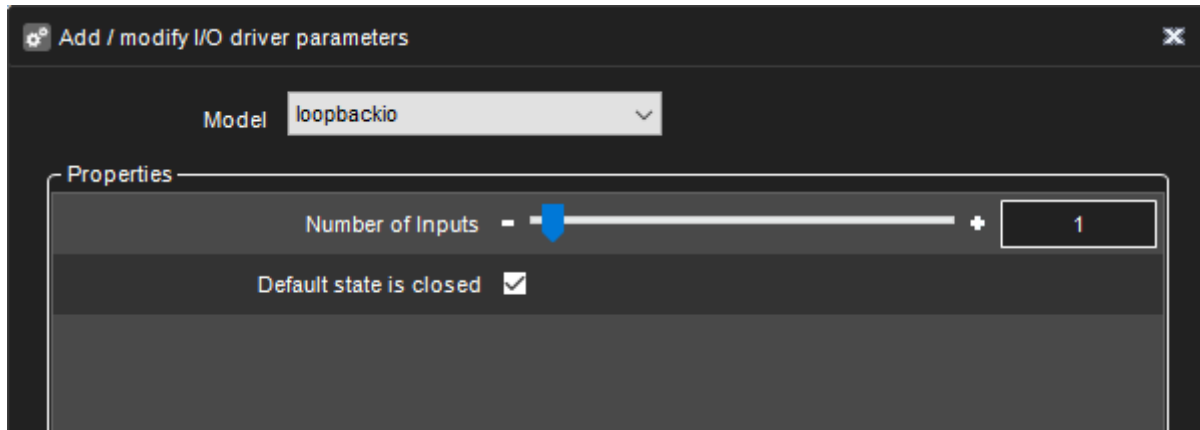 Add / modify I/O driver parameters
Model loopbackio
Properties
Number of Inputs - + 1
Default state is closed